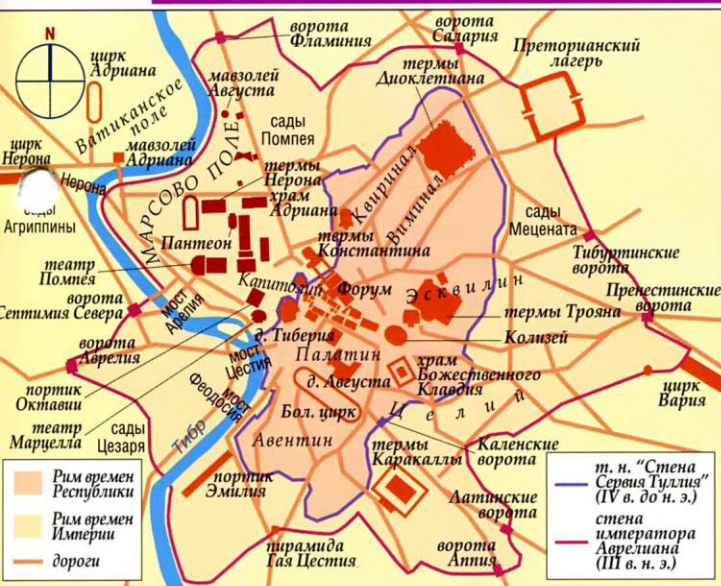 N
цирк
Адриана
Ватиканское
поле
мавзолей
Августа
ворота
Фламиния
ворота
Салария
термы
Диоклетиана
Преторианский
лагерь
цирк
Нерона
Нерона
сады
Агриппины
мавзолей
Адриана
МАРСОВО ПОЛЕ
сады
Помпея
термы
Нерона
храм
Адриана
Пантеон
Квиринал
Виминал
термы
Константина
сады
Мецената
Тибуртинские
ворота
Пренестинские
ворота
театр
Помпея
Капитолий
Форум
Эсквилин
термы Трояна
Колизей
ворота
Септимия Севера
мост
Арелия
ворота
Аврелия
мост
Цестия
мост
Феодосия
д. Тиберия
Палатин
д. Августа
храм
Божественного
Клавдия
цирк
Вария
портик
Октавии
театр
Марцелла
сады
Цезаря
Тибр
Бол. цирк
Авентин
Целий
термы
Каракаллы
Каленские
ворота
портик
Эмилия
Латинские
ворота
пирамида
Гая Цестия
ворота
Аппия
Рим времен
Республики
Рим времен
Империи
дороги
т. н. "Стена
Сервия Туллия"
(IV в. до н. э.)
стена
императора
Аврелиана
(III в. н. э.)